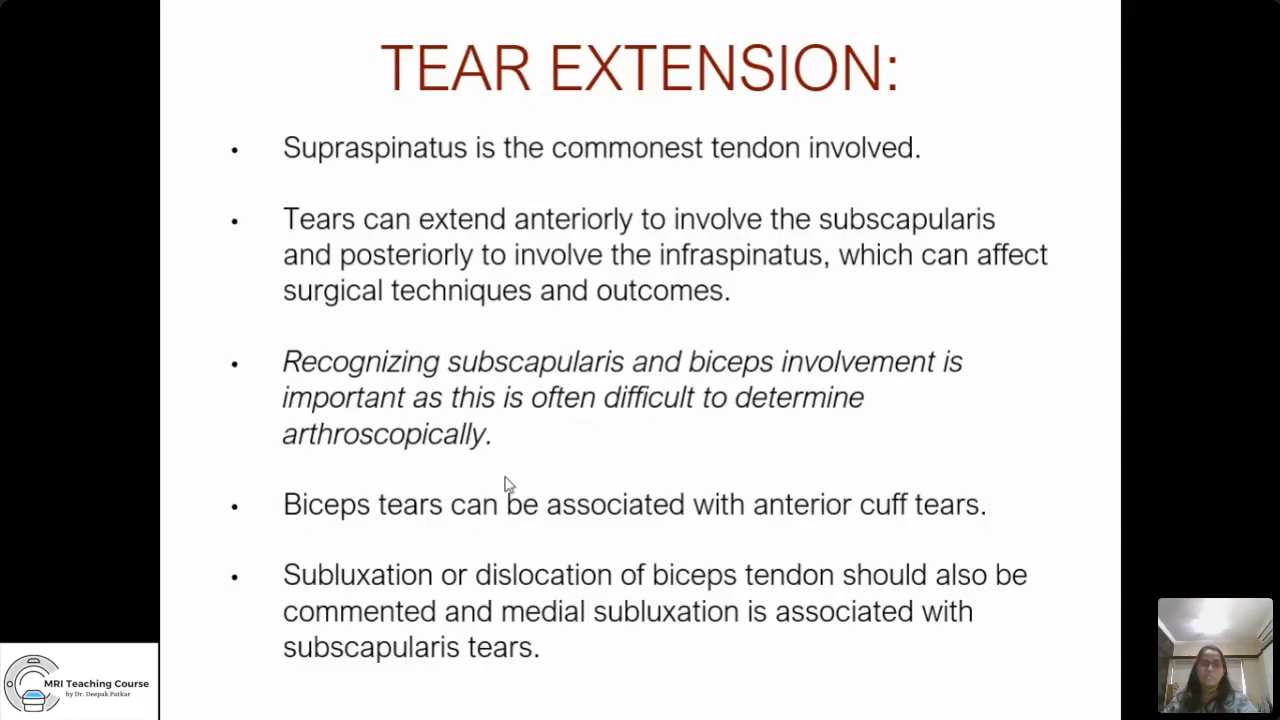 TEAR EXTENSION:
• Supraspinatus is the commonest tendon involved.
• Tears can extend anteriorly to involve the subscapularis
and posteriorly to involve the infraspinatus, which can affect
surgical techniques and outcomes.
• Recognizing subscapularis and biceps involvement is
important as this is often difficult to determine
arthroscopically.
• Biceps tears can be associated with anterior cuff tears.
• Subluxation or dislocation of biceps tendon should also be
commented and medial subluxation is associated with
subscapularis tears.
MRI Teaching Course
by Dr. Deepak Patkar